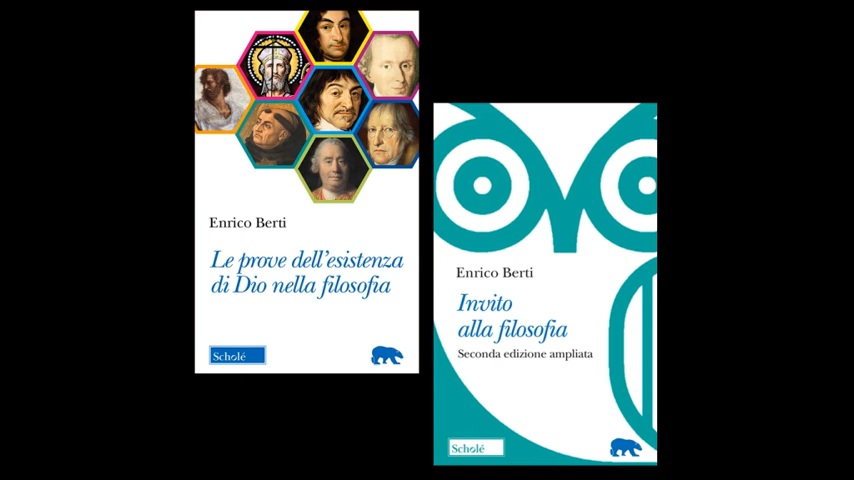 Enrico Berti
Le prove dell'esistenza
di Dio nella filosofia
Scholé
Enrico Berti
Invito
alla filosofia
Seconda edizione ampliata
Scholé